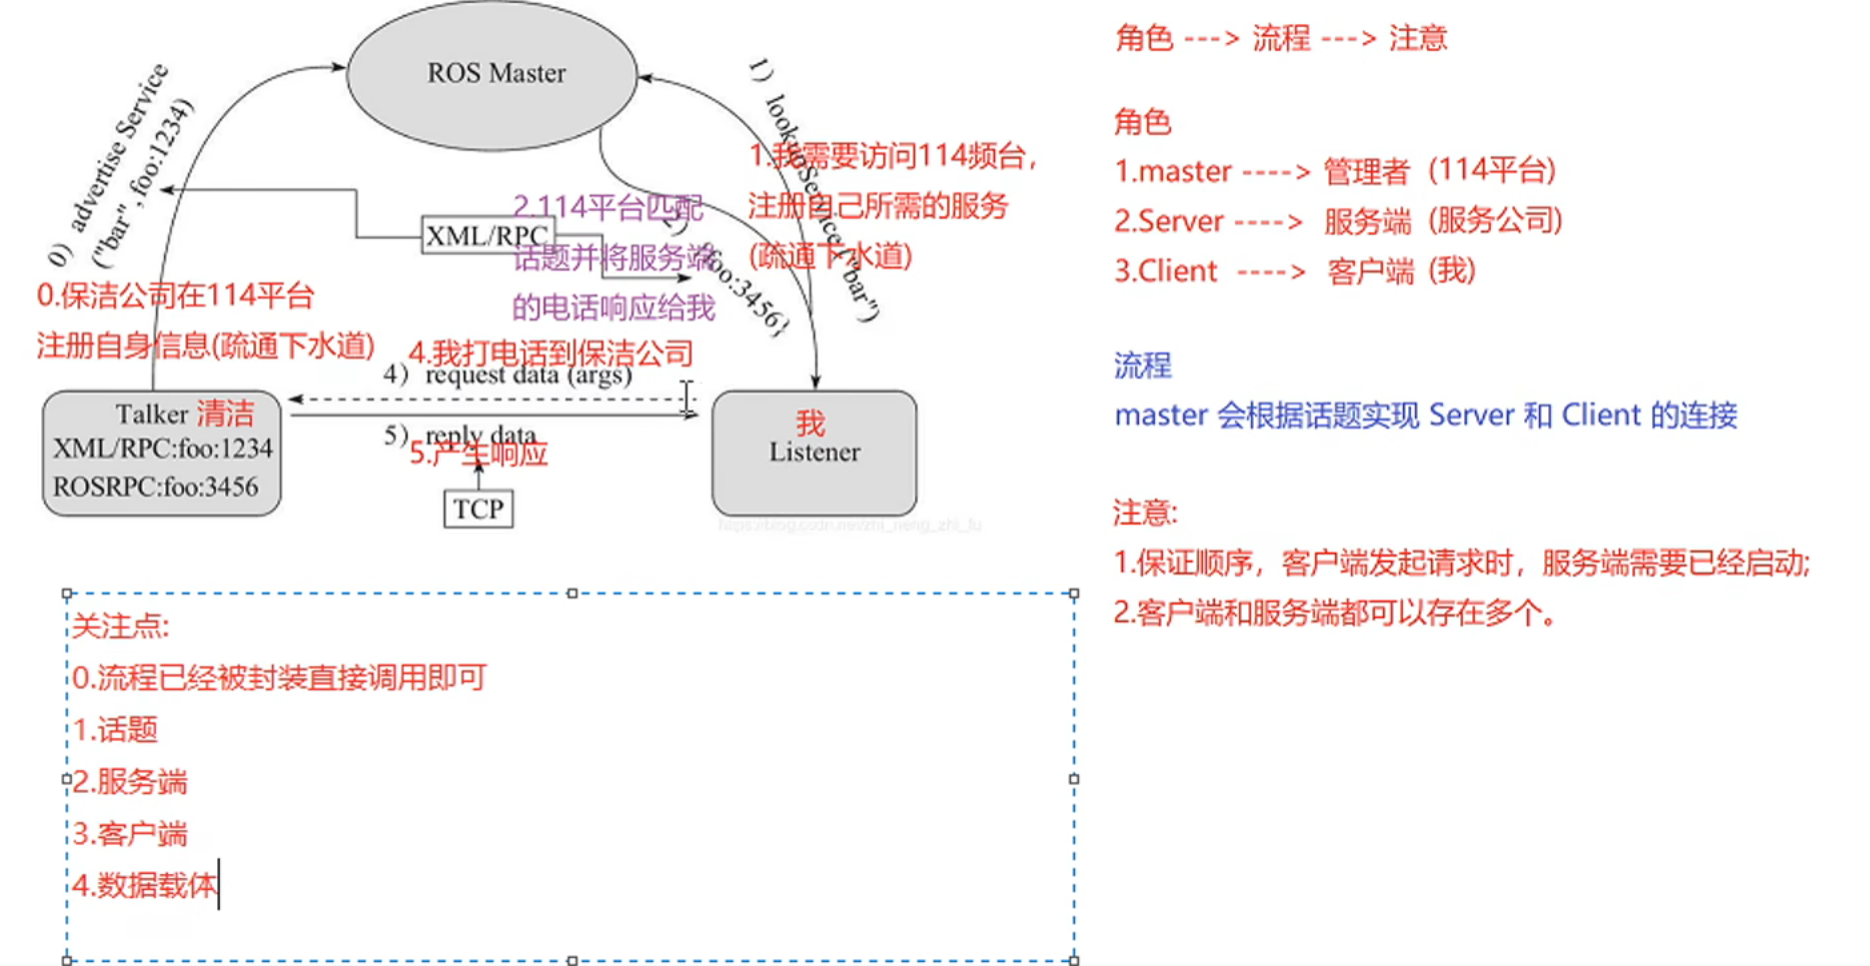 ROS Master
0）advertise Service
("bar",foo:1234)
1）lookupService("bar")
XML/RPC
2）{foo:3456}
0.保洁公司在114平台
注册自身信息(疏通下水道)
1.我需要访问114频台，
注册自己所需的服务
(疏通下水道)
2.114平台匹配
话题并将服务端
的电话响应给我
4.我打电话到保洁公司
4）request data (args)
5）reply data
5.产生响应
TCP
Talker 清洁
XML/RPC:foo:1234
ROSRPC:foo:3456
我
Listener
https://blog.csdn.net/zhi_neng_zhi_fu
关注点:
0.流程已经被封装直接调用即可
1.话题
2.服务端
3.客户端
4.数据载体
角色 ---> 流程 ---> 注意
角色
1.master ----> 管理者 (114平台)
2.Server ----> 服务端 (服务公司)
3.Client ----> 客户端 (我)
流程
master 会根据话题实现 Server 和 Client 的连接
注意:
1.保证顺序，客户端发起请求时，服务端需要已经启动;
2.客户端和服务端都可以存在多个。